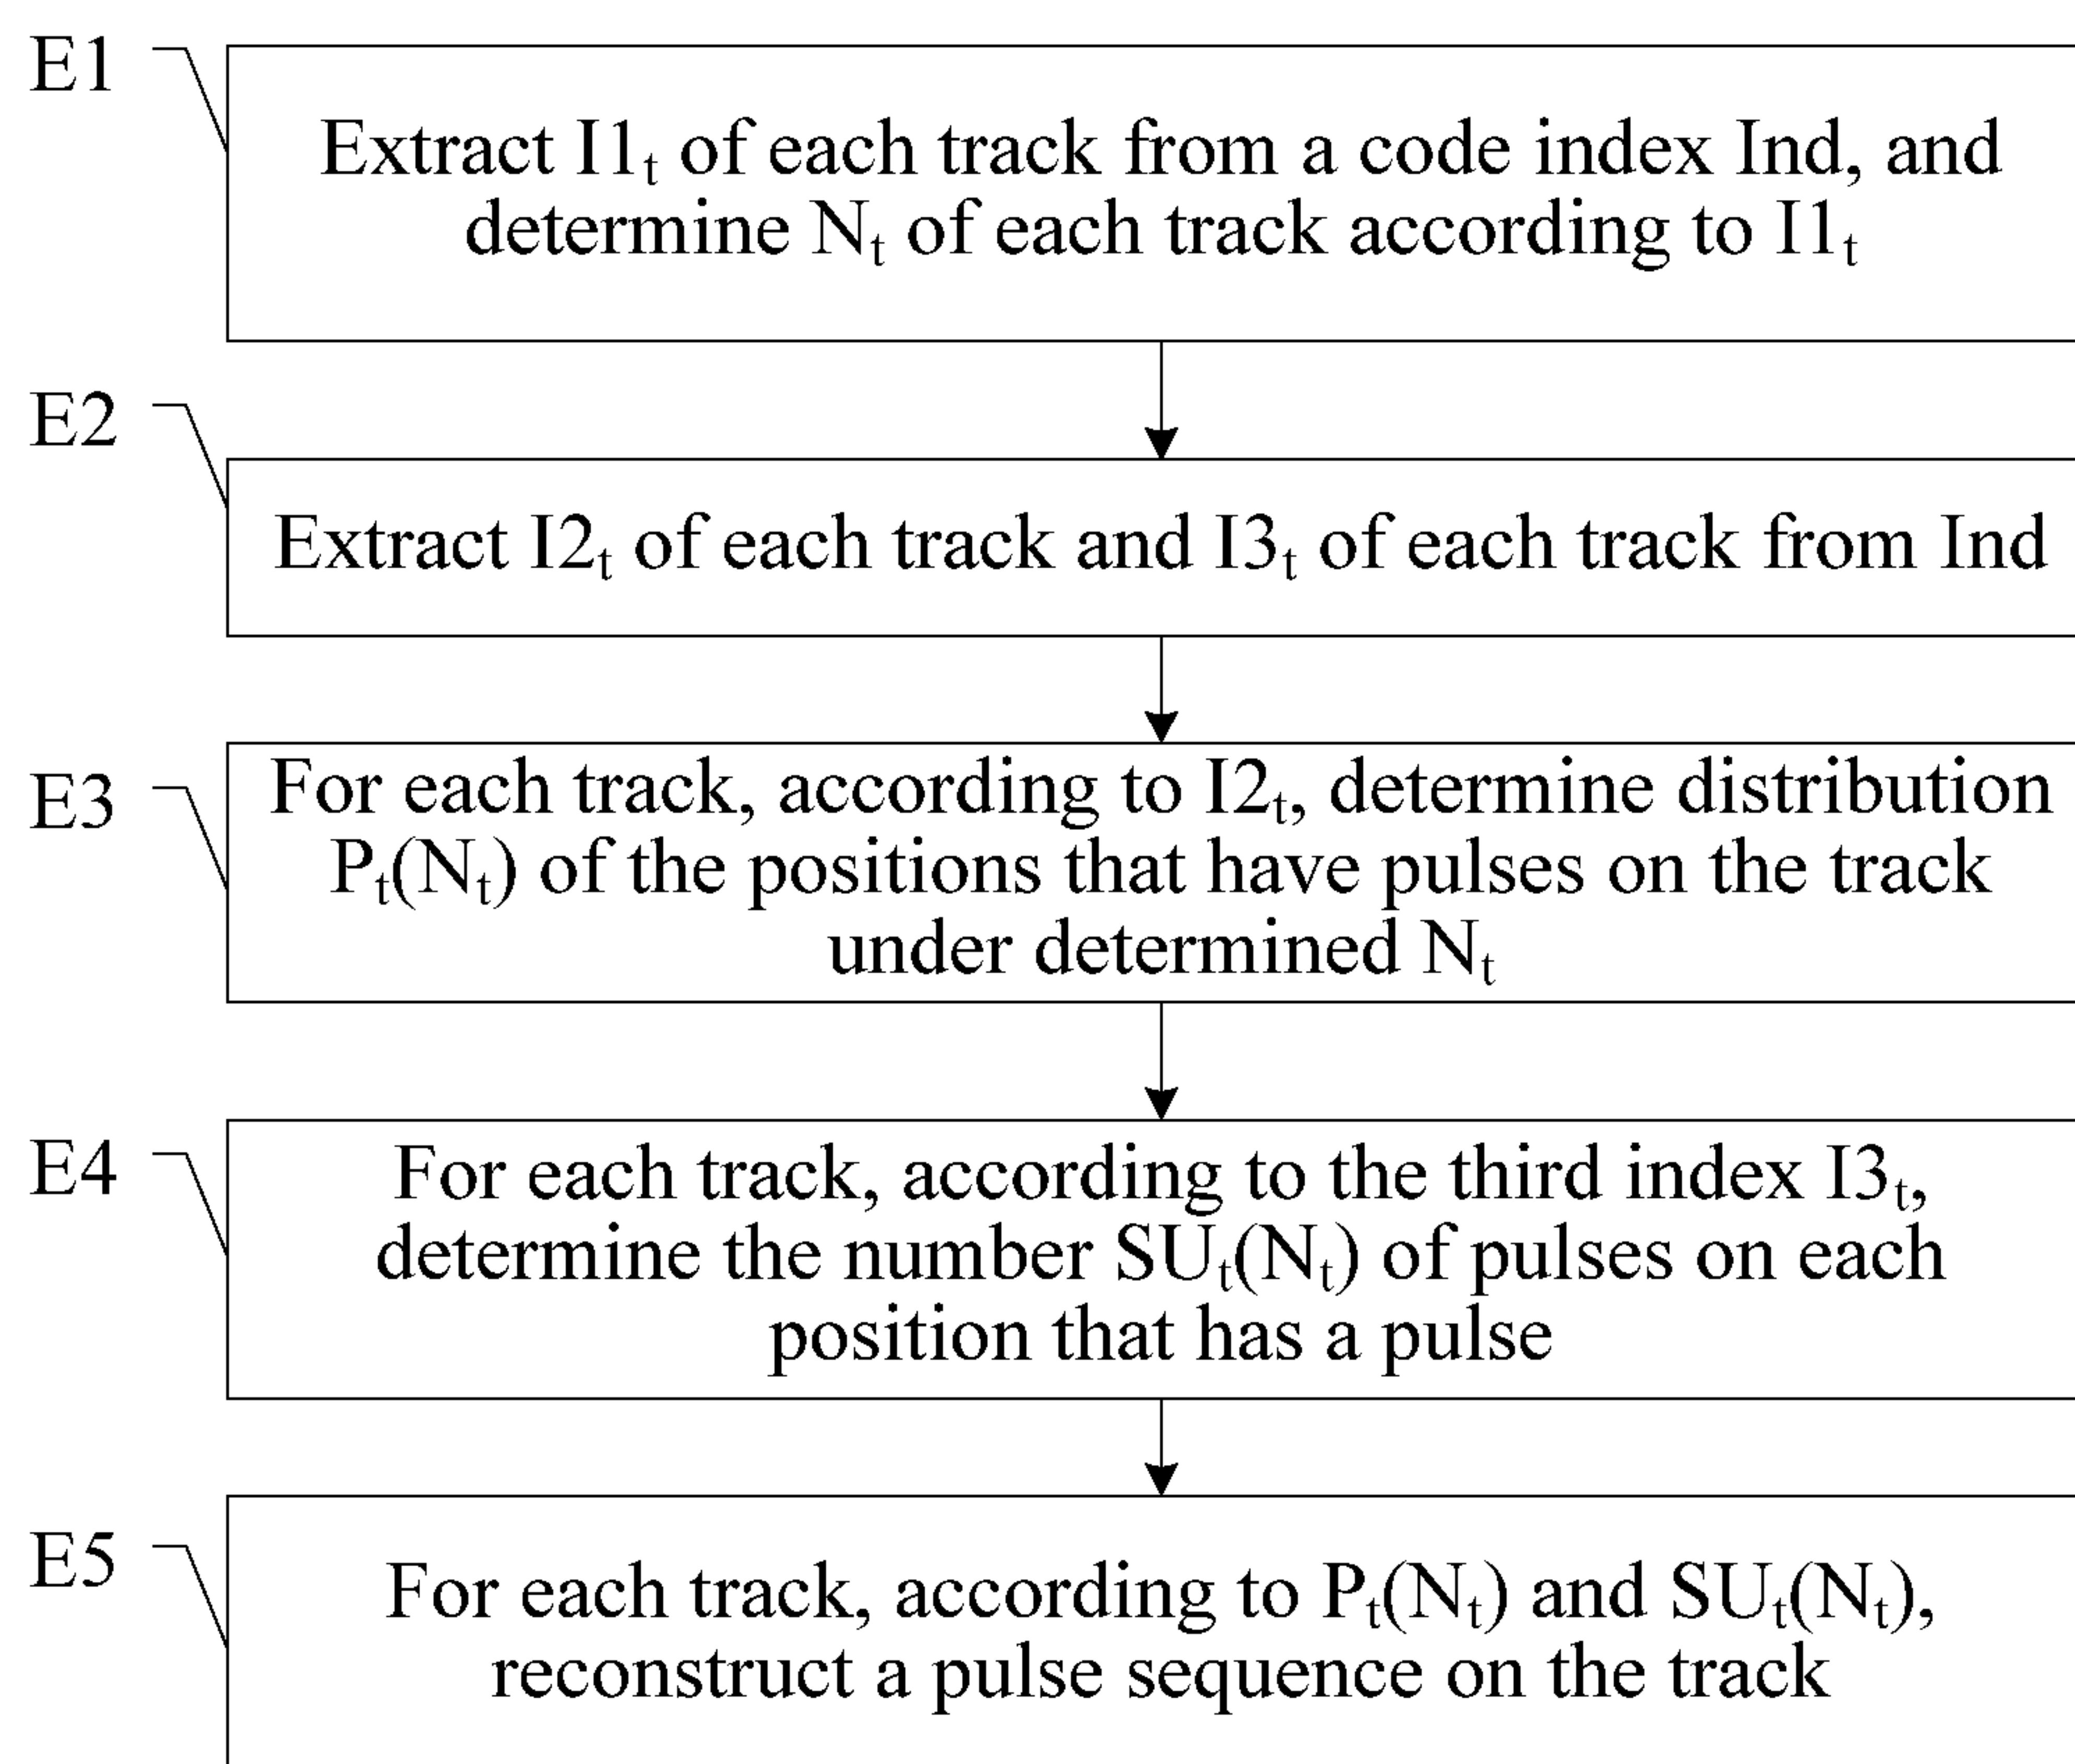 E1
Extract I1ₜ of each track from a code index Ind, and
determine Nₜ of each track according to I1ₜ
E2
Extract I2ₜ of each track and I3ₜ of each track from Ind
E3
For each track, according to I2ₜ, determine distribution
Pₜ(Nₜ) of the positions that have pulses on the track
under determined Nₜ
E4
For each track, according to the third index I3ₜ,
determine the number SUₜ(Nₜ) of pulses on each
position that has a pulse
E5
For each track, according to Pₜ(Nₜ) and SUₜ(Nₜ),
reconstruct a pulse sequence on the track